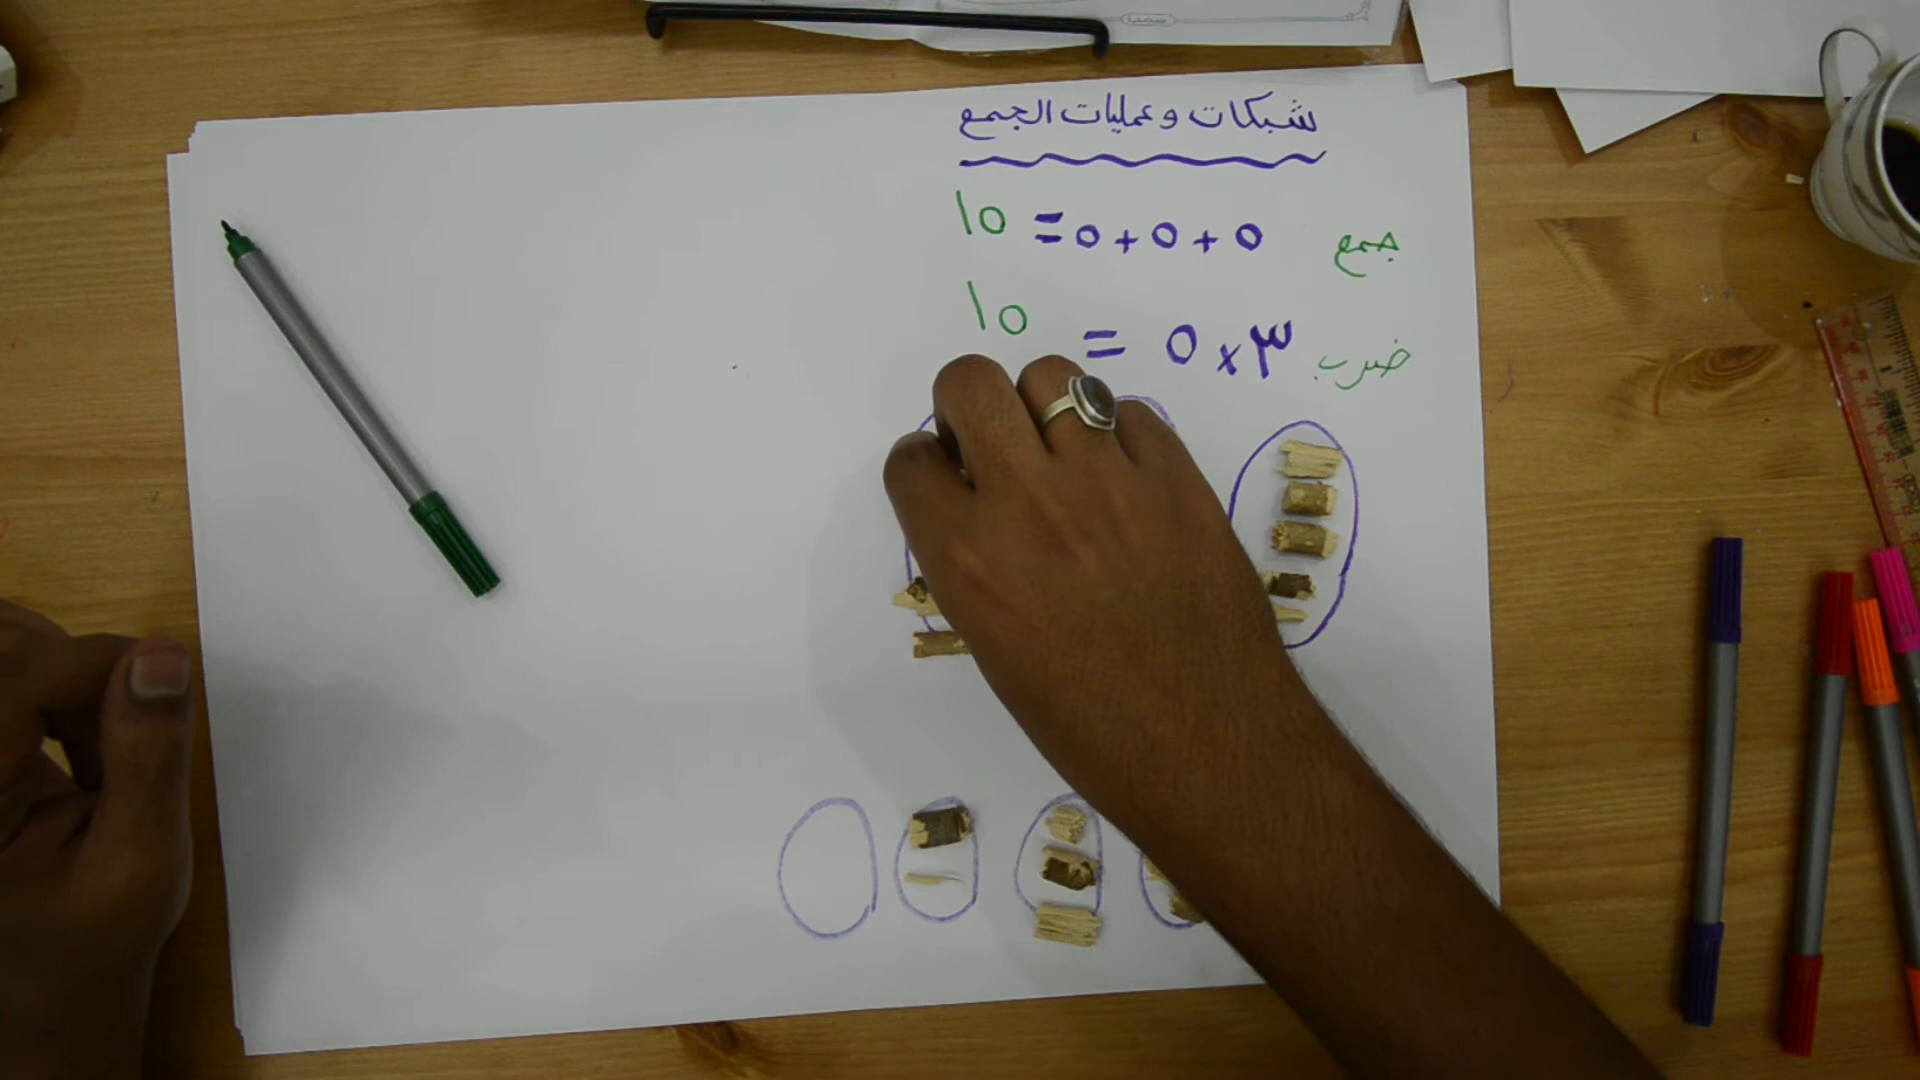 شبكات وعمليات الجمع
جمع ٥ + ٥ + ٥ = ١٥
ضرب ٣ × ٥ = ١٥